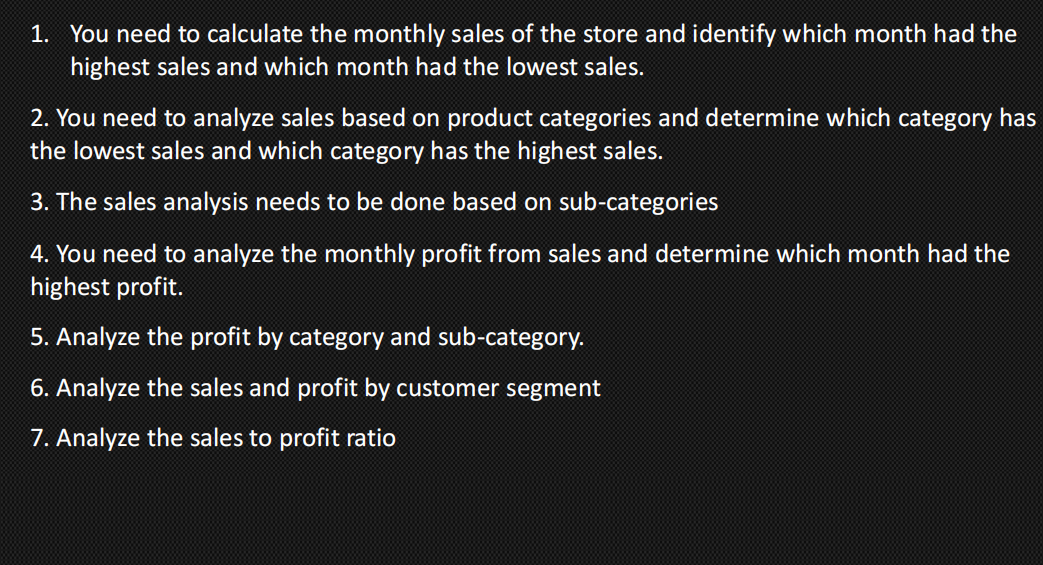 1. You need to calculate the monthly sales of the store and identify which month had the
highest sales and which month had the lowest sales.
2. You need to analyze sales based on product categories and determine which category has
the lowest sales and which category has the highest sales.
3. The sales analysis needs to be done based on sub-categories
4. You need to analyze the monthly profit from sales and determine which month had the
highest profit.
5. Analyze the profit by category and sub-category.
6. Analyze the sales and profit by customer segment
7. Analyze the sales to profit ratio